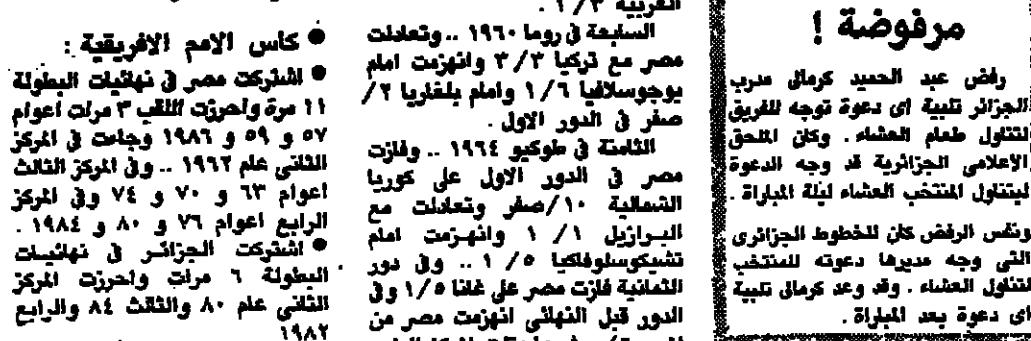 مرفوضة !
رفض عبد الحميد كرمالى مدرب
الجزائر تلبية اى دعوة توجه للفريق
لتناول طعام العشاء . وكان الملحق
الاعلامى الجزائرية قد وجه الدعوة
ليتناول المنتخب العشاء ليلة المباراة .
ونفس الرفض كان للخطوط الجزائرى
التى وجه مديرها دعوته للمنتخب
لتناول العشاء . وقد وعد كرمالى تلبية
اى دعوة بعد المباراة .
الغربية ٣ / ١ .
السابعة فى روما ١٩٦٠ .. وتعادلت
مصر مع تركيا ٣/٣ وانهزمت امام
يوجوسلافيا ٦ / ١ وامام بلغاريا ٢/
صفر فى الدور الاول .
الثامنة فى طوكيو ١٩٦٤ .. وفازت
مصر فى الدور الاول على كوريا
الشمالية ١٠/صفر وتعادلت مع
البرازيل ١ / ١ وانهزمت امام
تشيكوسلوفاكيا ٥ / ١ .. وفى دور
الثمانية فازت مصر على غانا ١/٥ وفى
الدور قبل النهائى انهزمت مصر من
● كاس الامم الافريقية :
● اشتركت مصر فى نهائيات البطولة
١١ مرة واحرزت اللقب ٣ مرات اعوام
٥٧ و ٥٩ و ١٩٨٦ وجاءت فى المركز
الثانى عام ١٩٦٢ .. وفى المركز الثالث
اعوام ٦٣ و ٧٠ و ٧٤ وفى المركز
الرابع اعوام ٧٦ و ٨٠ و ١٩٨٤ .
● اشتركت الجزائر فى نهائيات
البطولة ٦ مرات واحرزت المركز
الثانى عام ٨٠ والثالث ٨٤ والرابع
١٩٨٢